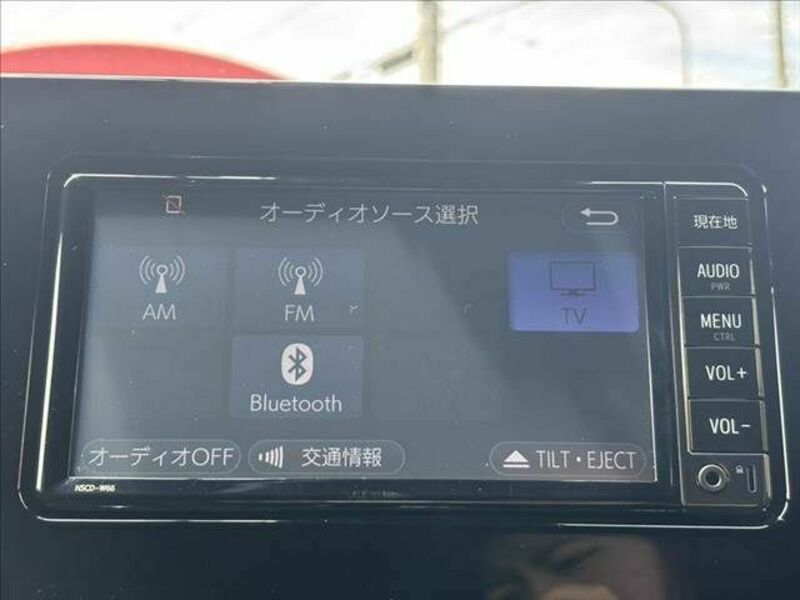 オーディオソース選択
AM
FM
TV
Bluetooth
オーディオOFF
交通情報
TILT・EJECT
NSCD-W66
現在地
AUDIO
PWR
MENU
CTRL
VOL+
VOL-